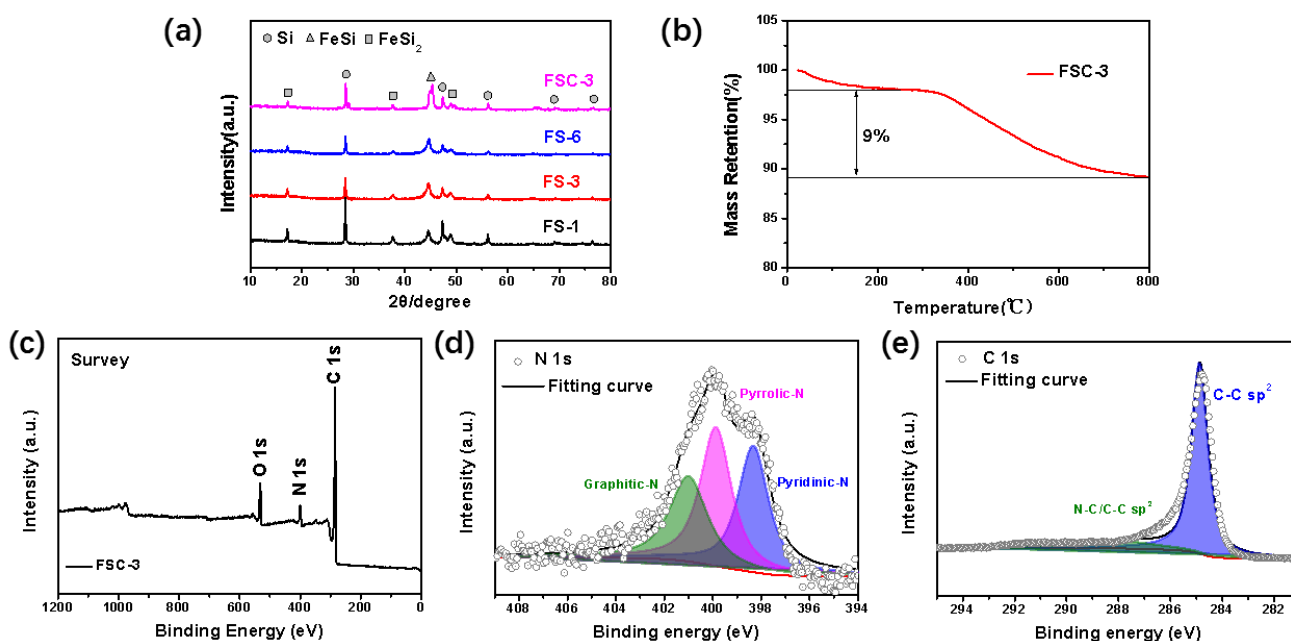 (a)
Si FeSi FeSi₂
FSC-3
FS-6
FS-3
FS-1
Intensity(a.u.)
10 20 30 40 50 60 70 80
2θ/degree
(b)
105
100
95
90
85
80
FSC-3
9%
Mass Retention(%)
0 200 400 600 800
Temperature(℃)
(c)
Survey
O 1s
N 1s
C 1s
FSC-3
Intensity (a.u.)
1200 1000 800 600 400 200 0
Binding Energy (eV)
(d)
N 1s
Fitting curve
Pyrrolic-N
Graphitic-N
Pyridinic-N
Intensity (a.u.)
408 406 404 402 400 398 396 394
Binding energy (eV)
(e)
C 1s
Fitting curve
C-C sp²
N-C/C-C sp²
Intensity (a.u.)
294 292 290 288 286 284 282
Binding energy (eV)